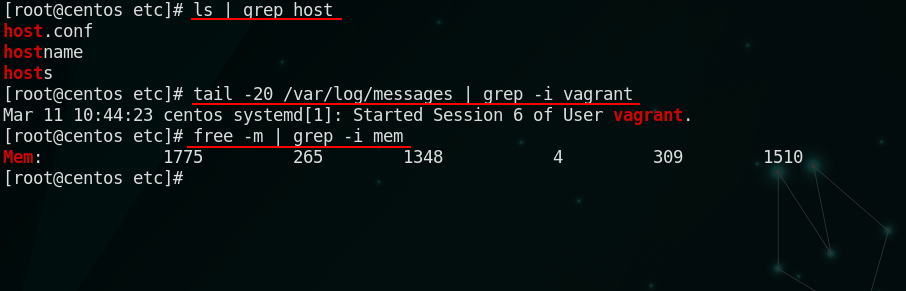 [root@centos etc]# ls | grep host
host.conf
hostname
hosts
[root@centos etc]# tail -20 /var/log/messages | grep -i vagrant
Mar 11 10:44:23 centos systemd[1]: Started Session 6 of User vagrant.
[root@centos etc]# free -m | grep -i mem
Mem:            1775         265        1348           4         309        1510
[root@centos etc]#